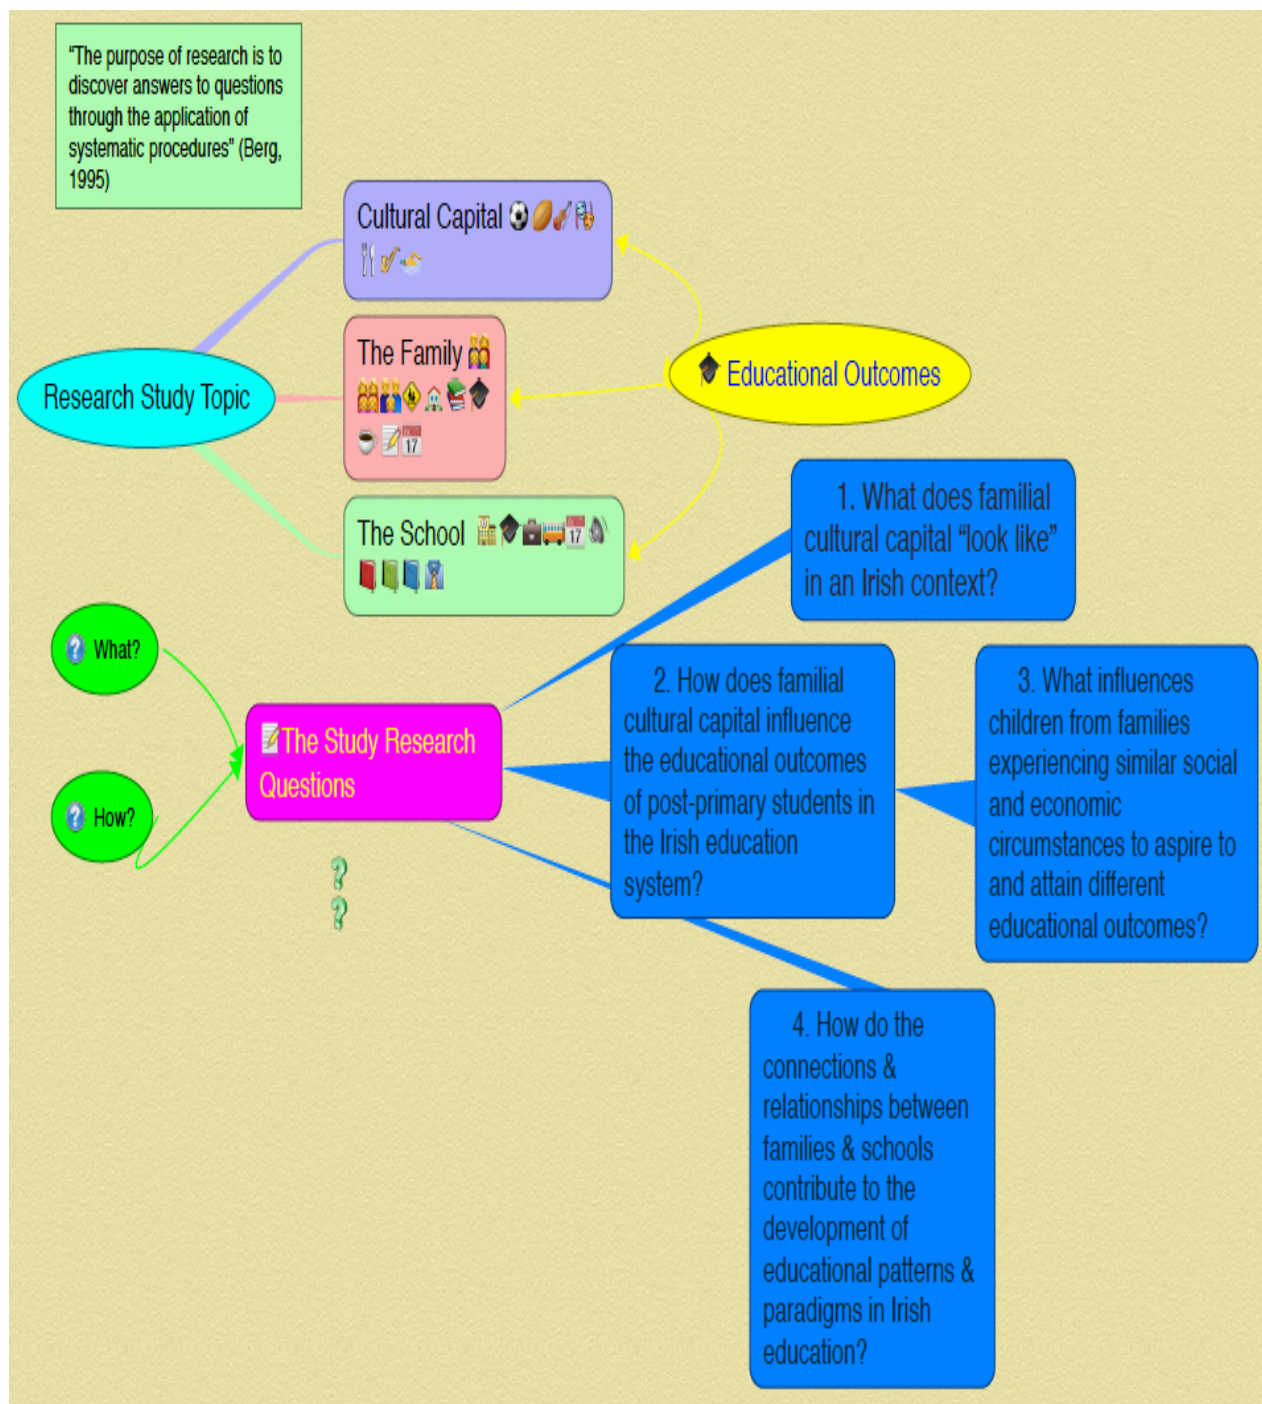 “The purpose of research is to
discover answers to questions
through the application of
systematic procedures" (Berg,
1995)
Cultural Capital
The Family
17
Research Study Topic
Educational Outcomes
The School
17
1. What does familial
cultural capital “look like”
in an Irish context?
What?
How?
The Study Research
Questions
2. How does familial
cultural capital influence
the educational outcomes
of post-primary students in
the Irish education
system?
3. What influences
children from families
experiencing similar social
and economic
circumstances to aspire to
and attain different
educational outcomes?
4. How do the
connections &
relationships between
families & schools
contribute to the
development of
educational patterns &
paradigms in Irish
education?